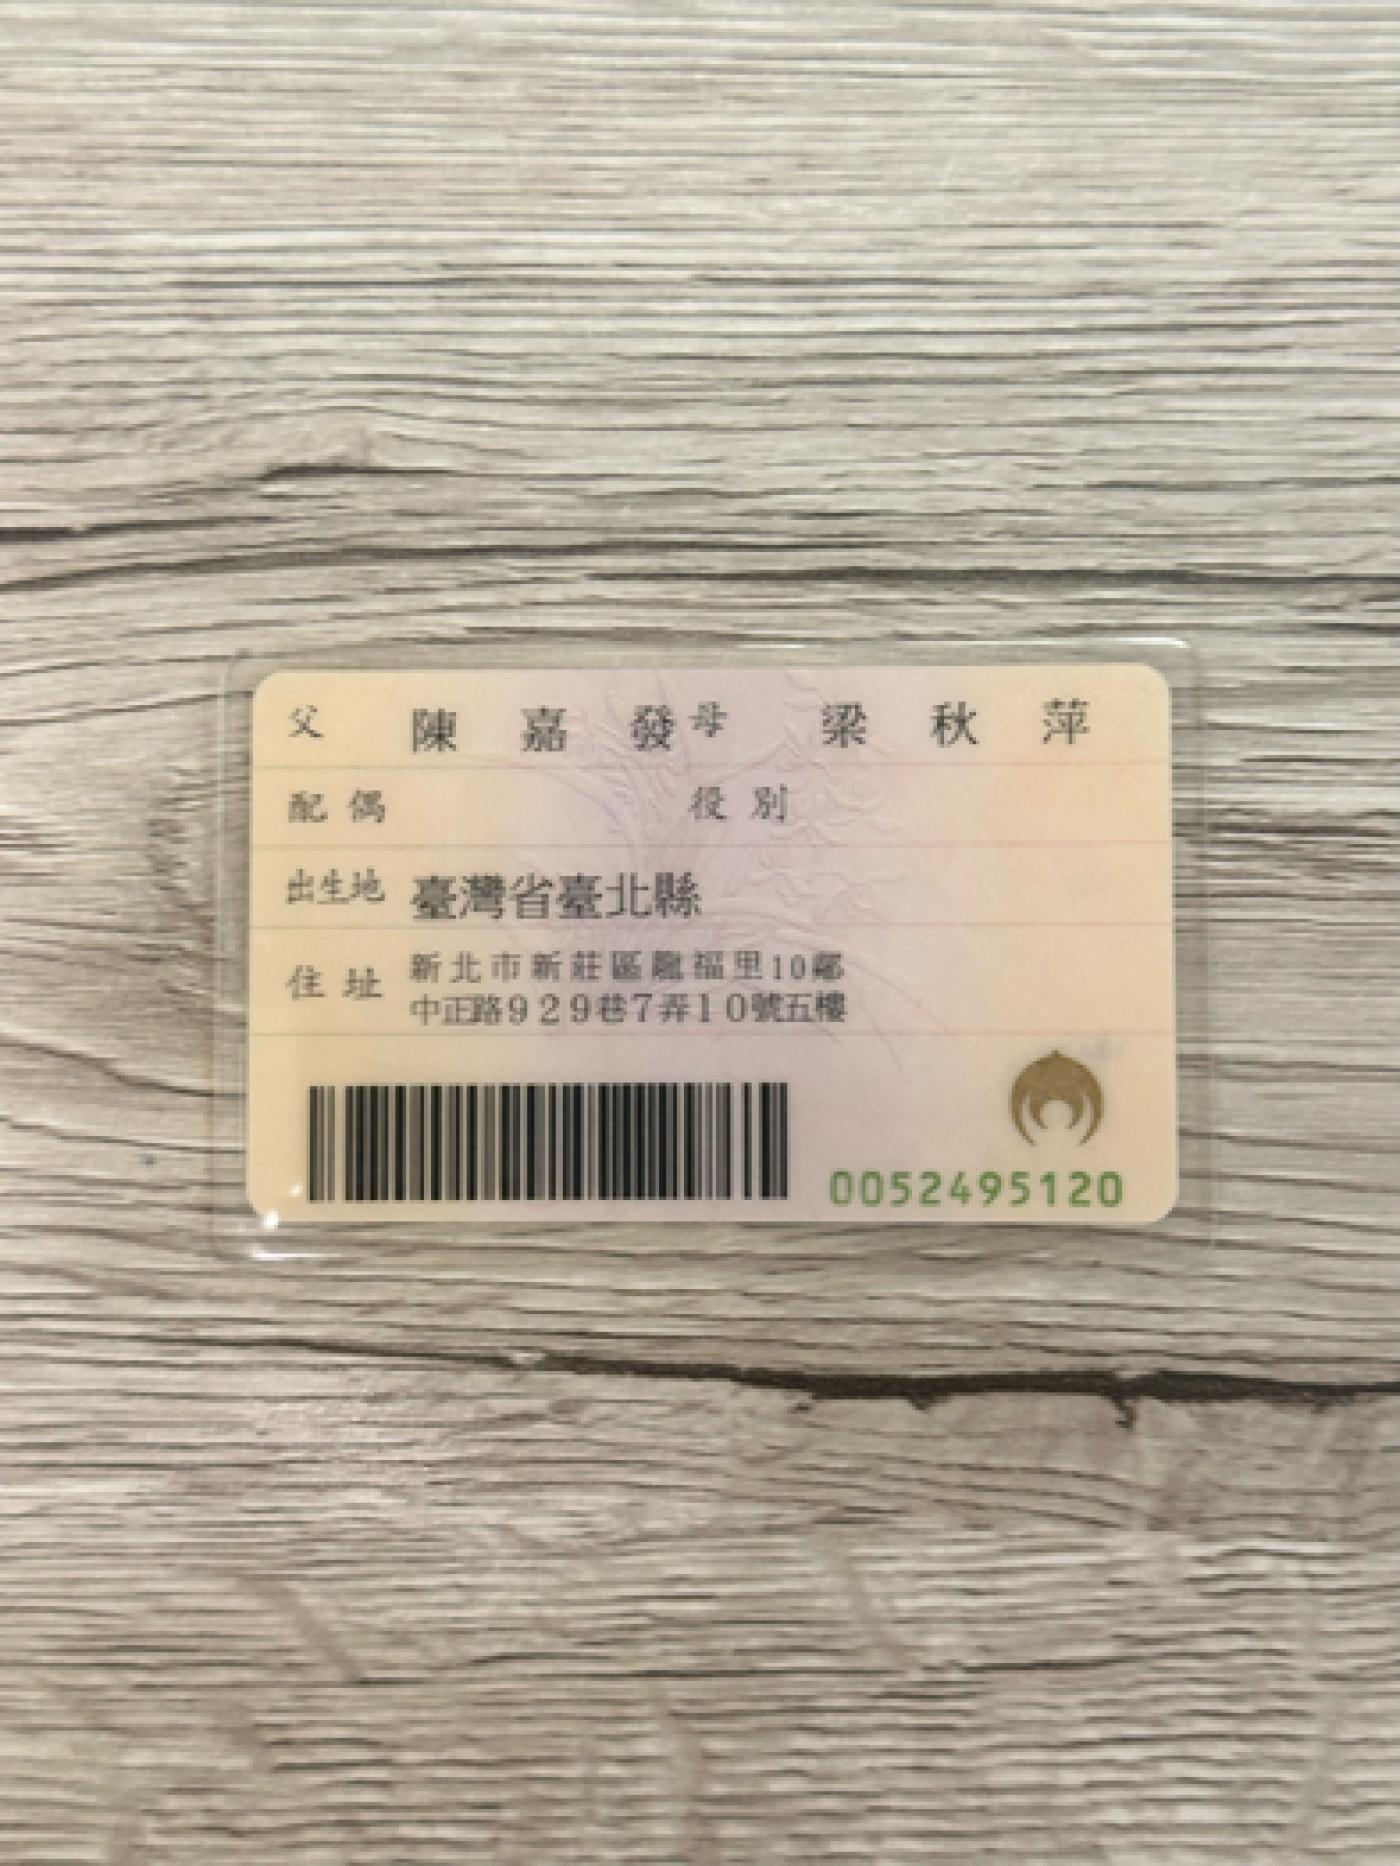 父 陳嘉發 母 梁秋萍
配偶 役別
出生地 臺灣省臺北縣
住址 新北市新莊區龍福里10鄰
中正路929巷7弄10號五樓
0052495120